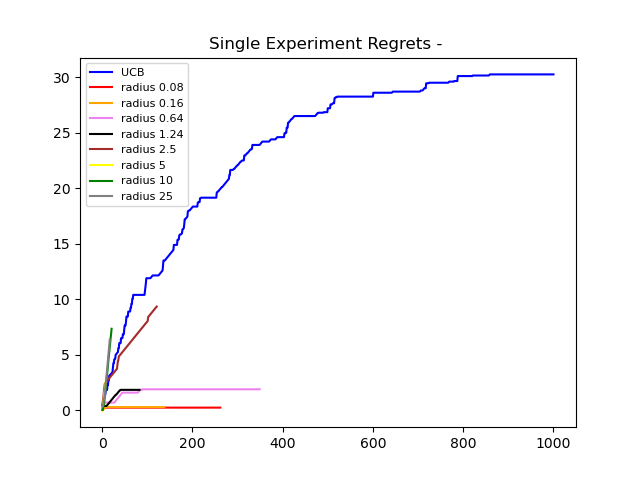 Single Experiment Regrets -
UCB
radius 0.08
radius 0.16
radius 0.64
radius 1.24
radius 2.5
radius 5
radius 10
radius 25
30
25
20
15
10
5
0
0 200 400 600 800 1000